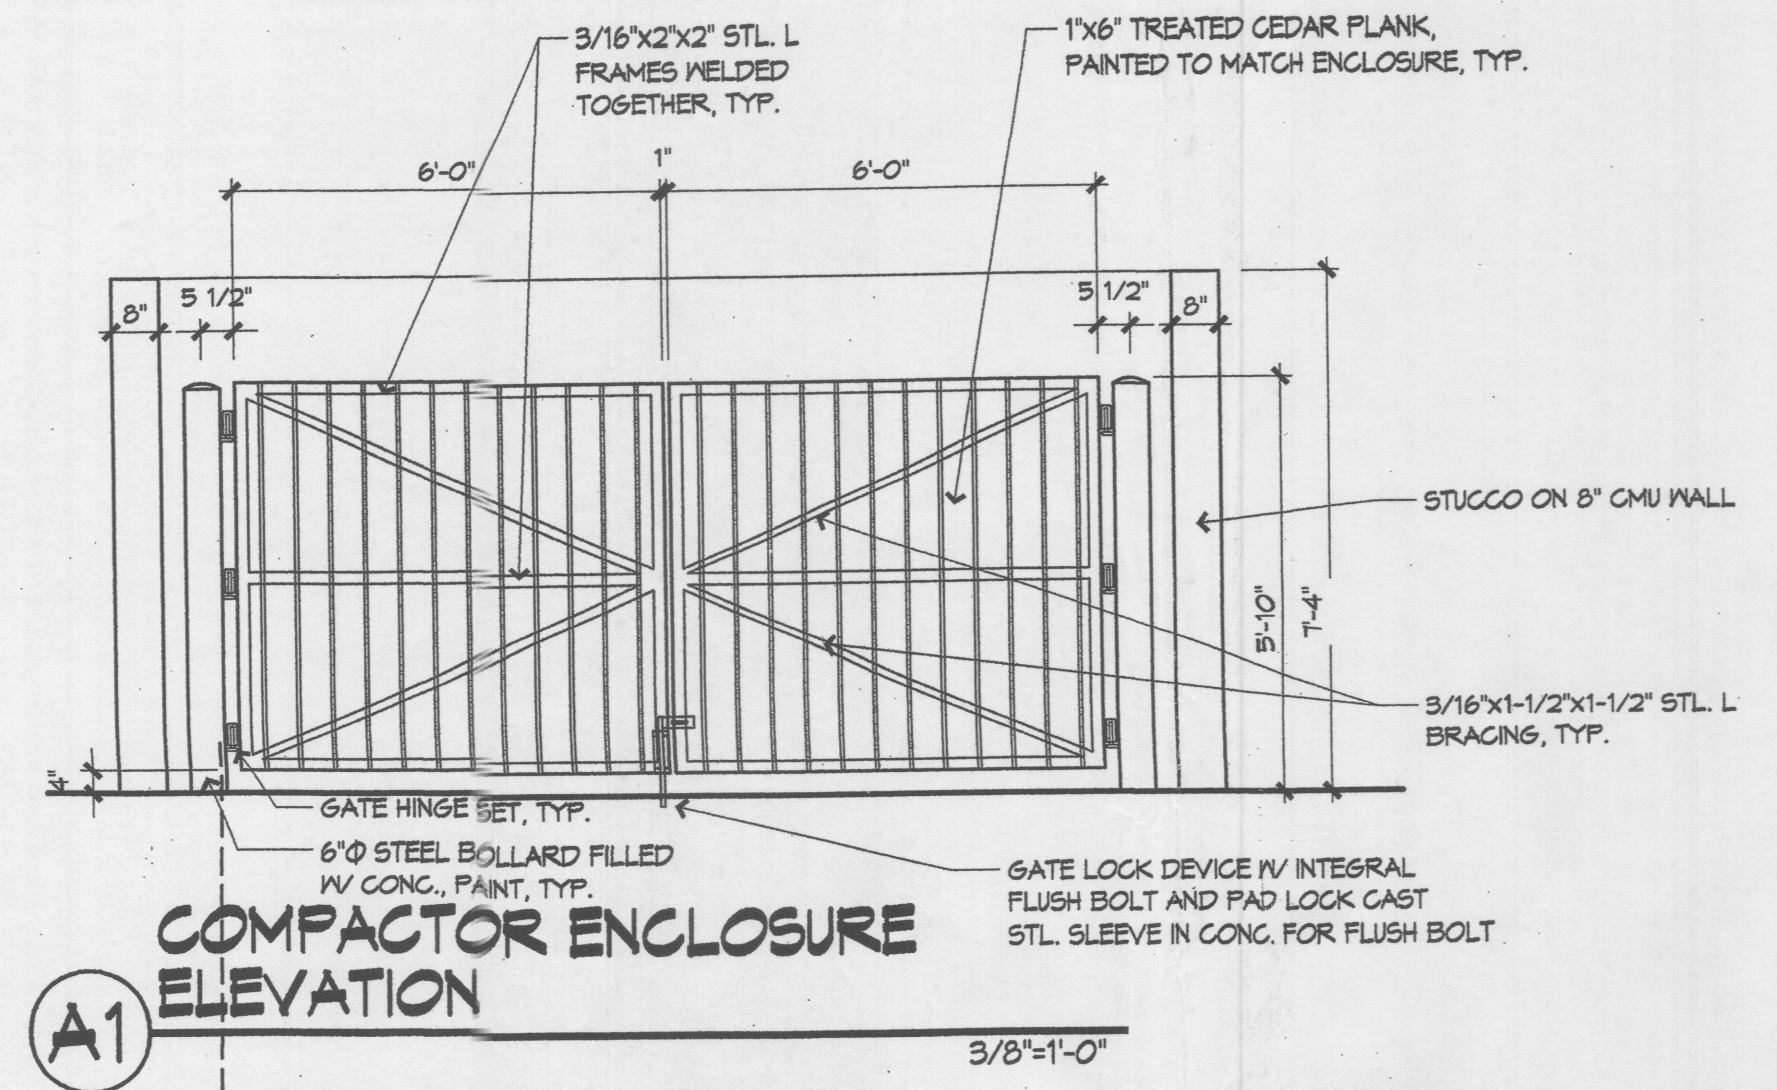 3/16"x2"x2" STL. L
FRAMES WELDED
TOGETHER, TYP.
1"x6" TREATED CEDAR PLANK,
PAINTED TO MATCH ENCLOSURE, TYP.
6'-0"
1"
6'-0"
8"
5 1/2"
5 1/2"
8"
STUCCO ON 8" CMU WALL
5'-10"
7'-4"
3/16"x1-1/2"x1-1/2" STL. L
BRACING, TYP.
4"
GATE HINGE SET, TYP.
6"Φ STEEL BOLLARD FILLED
W/ CONC., PAINT, TYP.
GATE LOCK DEVICE W/ INTEGRAL
FLUSH BOLT AND PAD LOCK CAST
STL. SLEEVE IN CONC. FOR FLUSH BOLT
COMPACTOR ENCLOSURE
ELEVATION
A1
3/8"=1'-0"